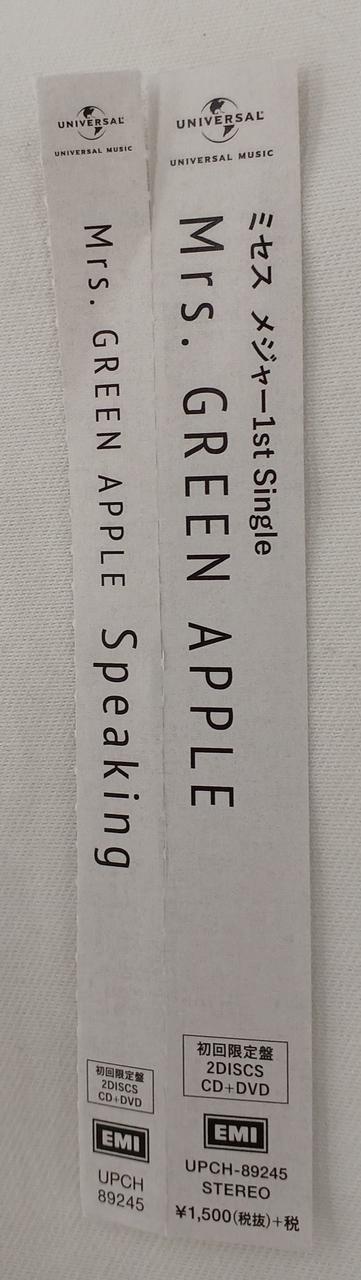 UNIVERSAL
UNIVERSAL MUSIC
Mrs. GREEN APPLE Speaking
初回限定盤
2DISCS
CD+DVD
EMI
UPCH
89245
UNIVERSAL
UNIVERSAL MUSIC
ミセス メジャー1st Single
Mrs. GREEN APPLE
初回限定盤
2DISCS
CD+DVD
EMI
UPCH-89245
STEREO
¥1,500(税抜)+税